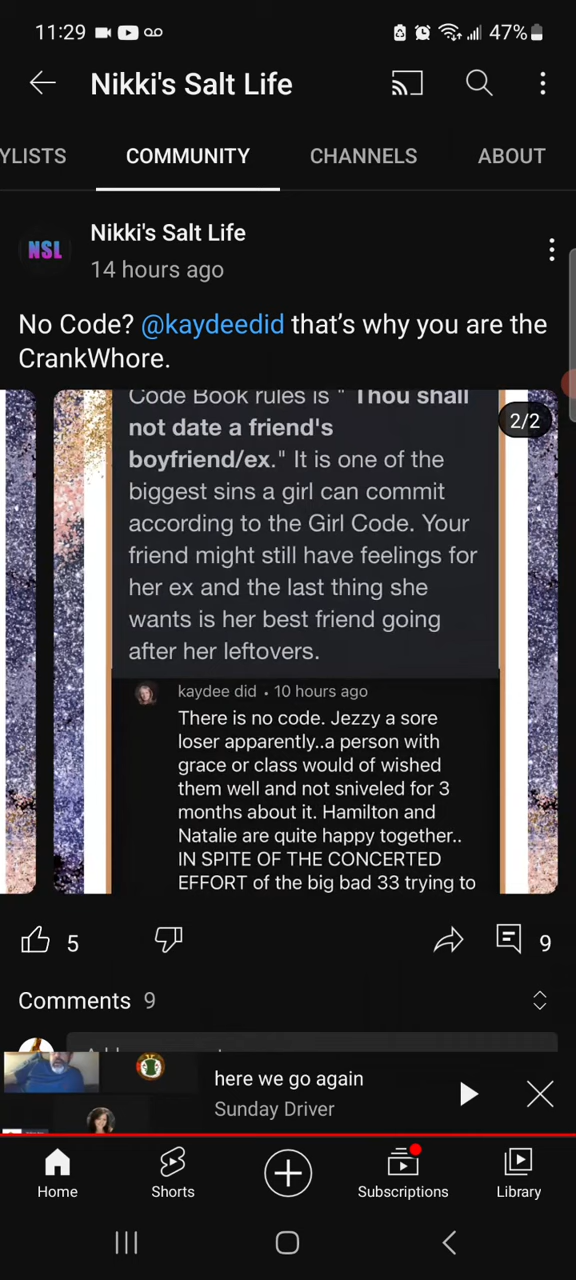 11:29
47%
Nikki's Salt Life
YLISTS
COMMUNITY
CHANNELS
ABOUT
NSL
Nikki's Salt Life
14 hours ago
No Code? @kaydeedid that's why you are the
CrankWhore.
Code Book rules is " Thou shall
not date a friend's
boyfriend/ex." It is one of the
biggest sins a girl can commit
according to the Girl Code. Your
friend might still have feelings for
her ex and the last thing she
wants is her best friend going
after her leftovers.
2/2
kaydee did • 10 hours ago
There is no code. Jezzy a sore
loser apparently..a person with
grace or class would of wished
them well and not sniveled for 3
months about it. Hamilton and
Natalie are quite happy together..
IN SPITE OF THE CONCERTED
EFFORT of the big bad 33 trying to
5
9
Comments 9
here we go again
Sunday Driver
Home
Shorts
Subscriptions
Library